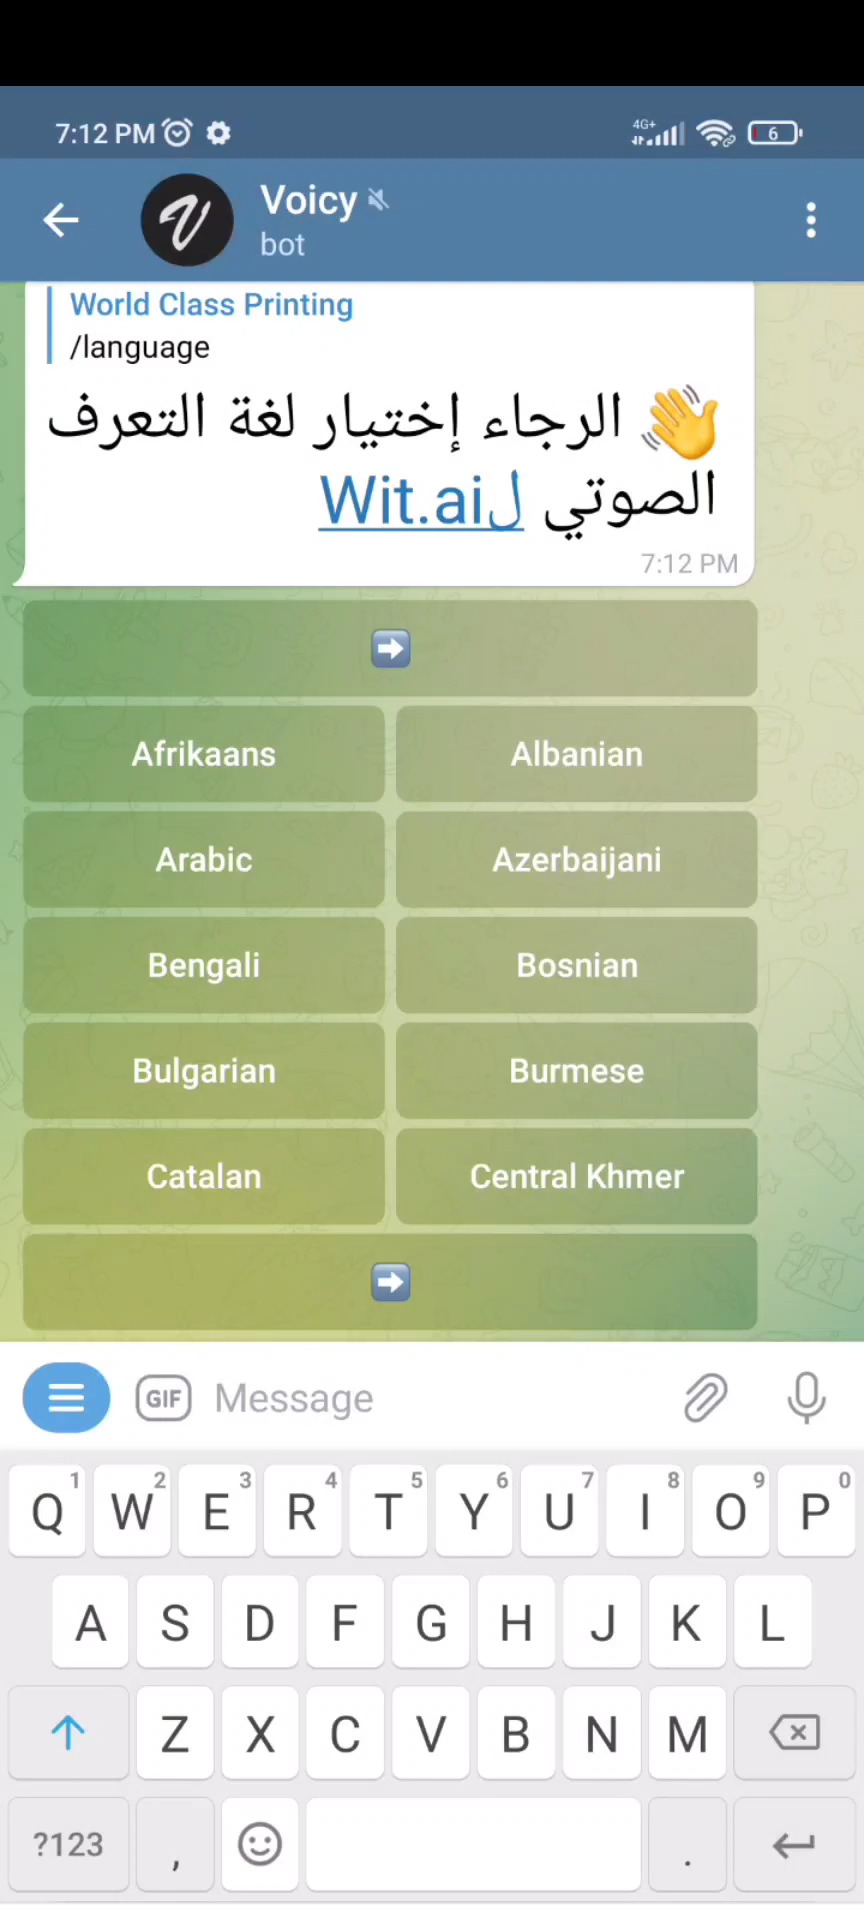 7:12 PM
4G+
6
Voicy
bot
World Class Printing
/language
👋 الرجاء إختيار لغة التعرف
الصوتي لWit.ai
7:12 PM
➡
Afrikaans Albanian
Arabic Azerbaijani
Bengali Bosnian
Bulgarian Burmese
Catalan Central Khmer
➡
GIF Message
1 2 3 4 5 6 7 8 9 0
Q W E R T Y U I O P
A S D F G H J K L
Z X C V B N M
?123 , .